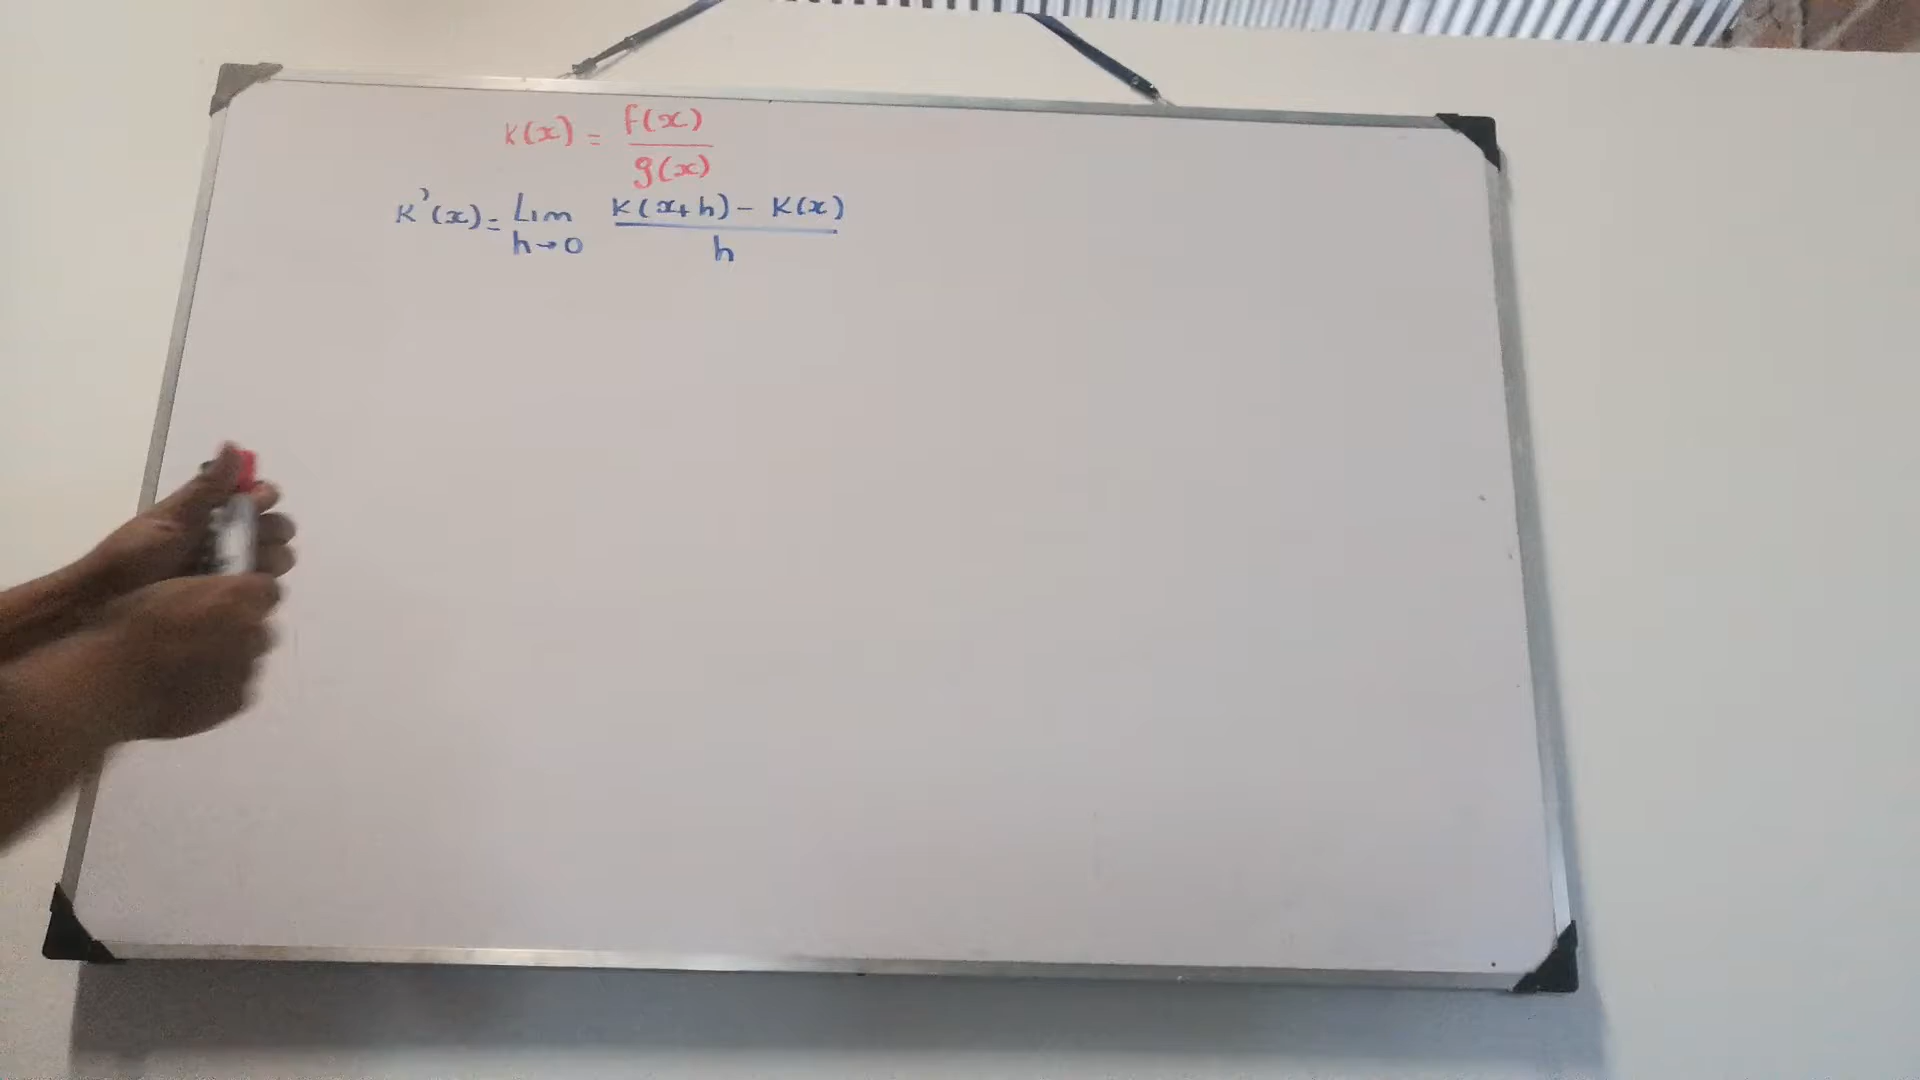 K(x) = f(x) / g(x)
K'(x) = Lim h→0 K(x+h) - K(x) / h